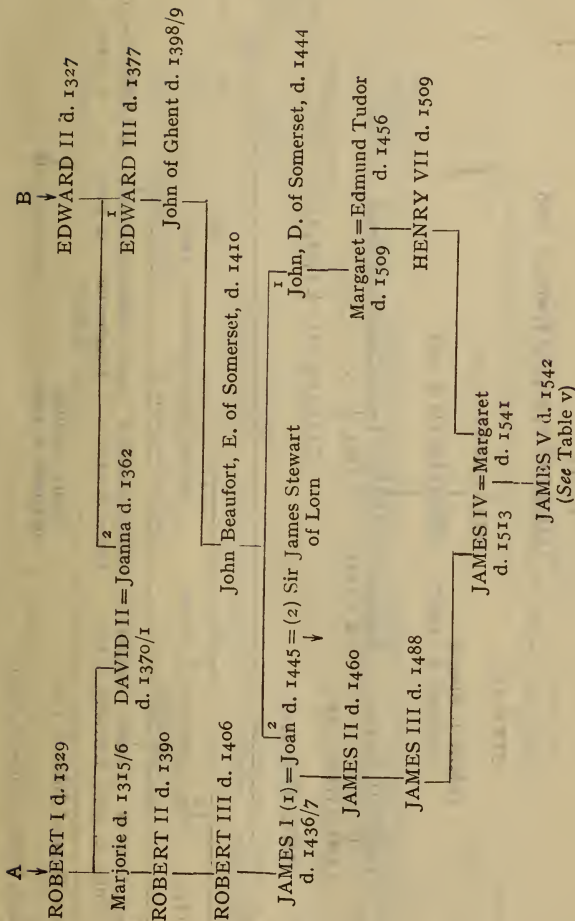 A
B
ROBERT I d. 1329
EDWARD II d. 1327
2
1
Marjorie d. 1315/6
DAVID II = Joanna d. 1362
EDWARD III d. 1377
d. 1370/1
ROBERT II d. 1390
John of Ghent d. 1398/9
ROBERT III d. 1406
John Beaufort, E. of Somerset, d. 1410
2
1
JAMES I (1) = Joan d. 1445 = (2) Sir James Stewart
John, D. of Somerset, d. 1444
d. 1436/7
of Lorn
JAMES II d. 1460
Margaret = Edmund Tudor
d. 1509
d. 1456
JAMES III d. 1488
HENRY VII d. 1509
JAMES IV = Margaret
d. 1513
d. 1541
JAMES V d. 1542
(See Table v)